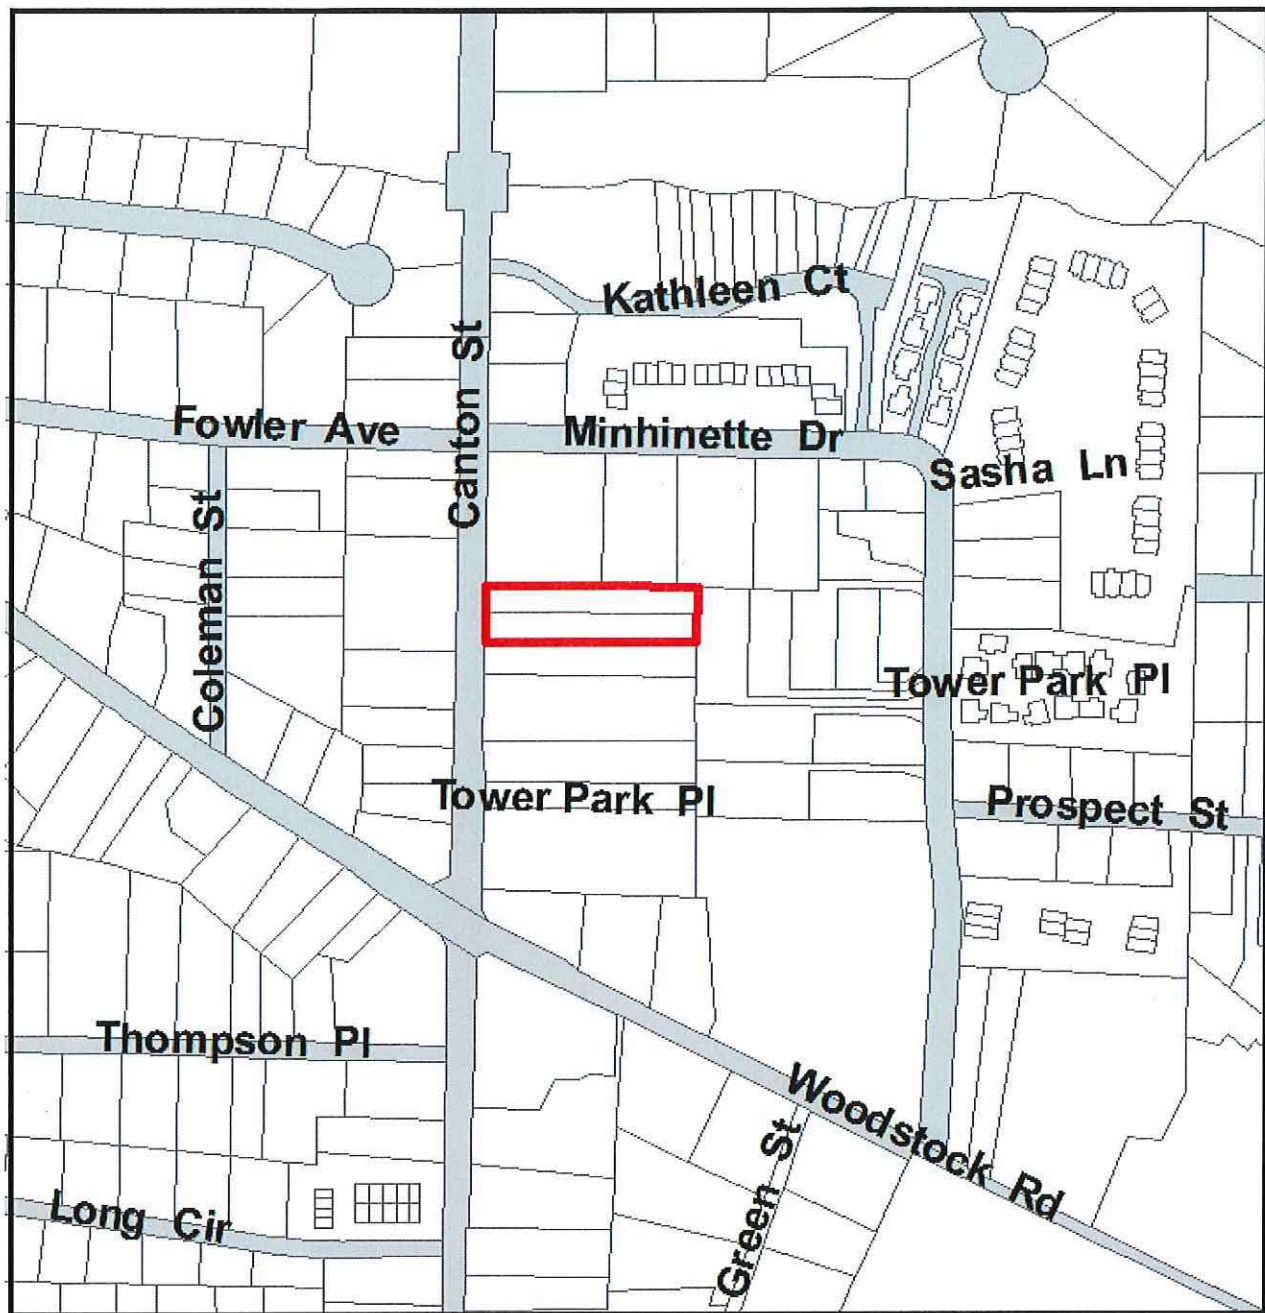 Kathleen Ct
Canton St
Fowler Ave
Minhinette Dr
Sasha Ln
Coleman St
Tower Park Pl
Tower Park Pl
Prospect St
Thompson Pl
Woodstock Rd
Green St
Long Cir